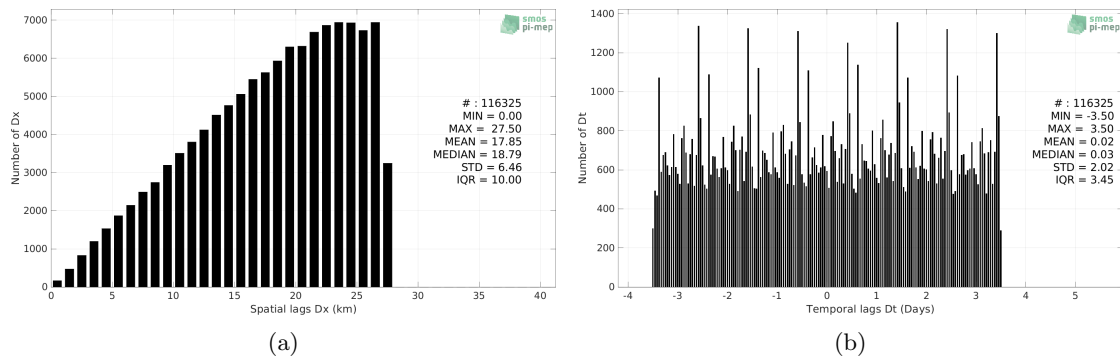 7000
6000
5000
4000
3000
2000
1000
0
Number of Dx
0 5 10 15 20 25 30 35 40
Spatial lags Dx (km)
smos
pi-mep
# : 116325
MIN = 0.00
MAX = 27.50
MEAN = 17.85
MEDIAN = 18.79
STD = 6.46
IQR = 10.00
(a)
1400
1200
1000
800
600
400
200
0
Number of Dt
-4 -3 -2 -1 0 1 2 3 4 5
Temporal lags Dt (Days)
smos
pi-mep
# : 116325
MIN = -3.50
MAX = 3.50
MEAN = 0.02
MEDIAN = 0.03
STD = 2.02
IQR = 3.45
(b)